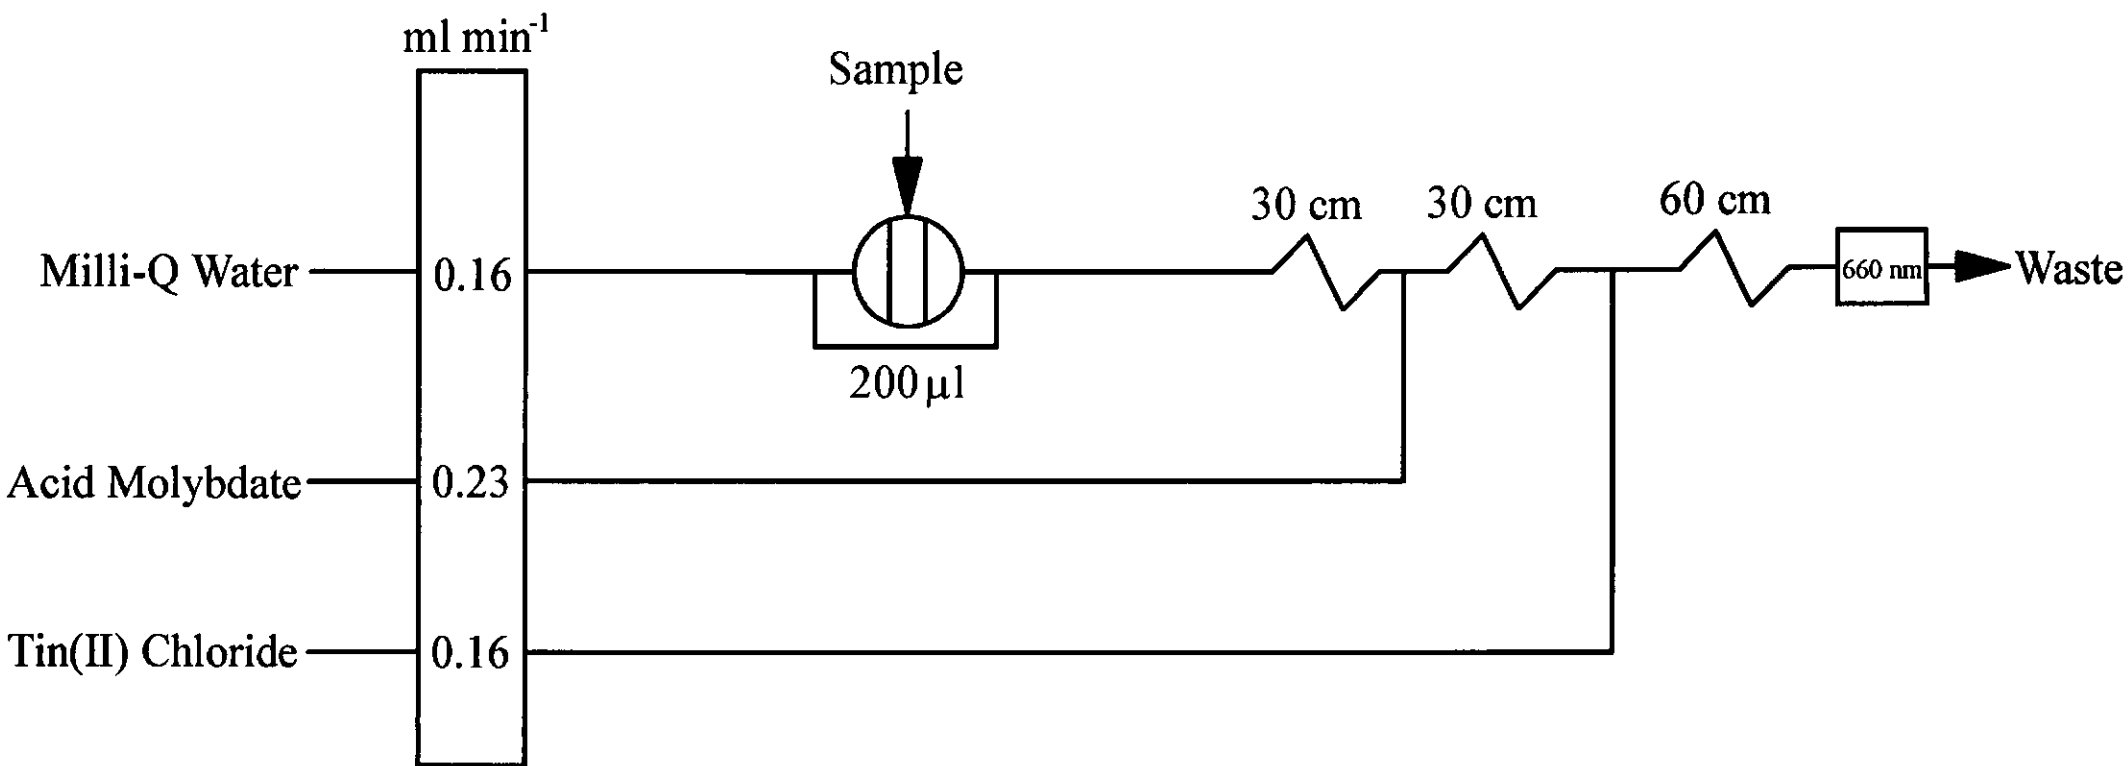 ml min-1
Sample
30 cm
30 cm
60 cm
Milli-Q Water
0.16
660 nm
Waste
200 µl
Acid Molybdate
0.23
Tin(II) Chloride
0.16